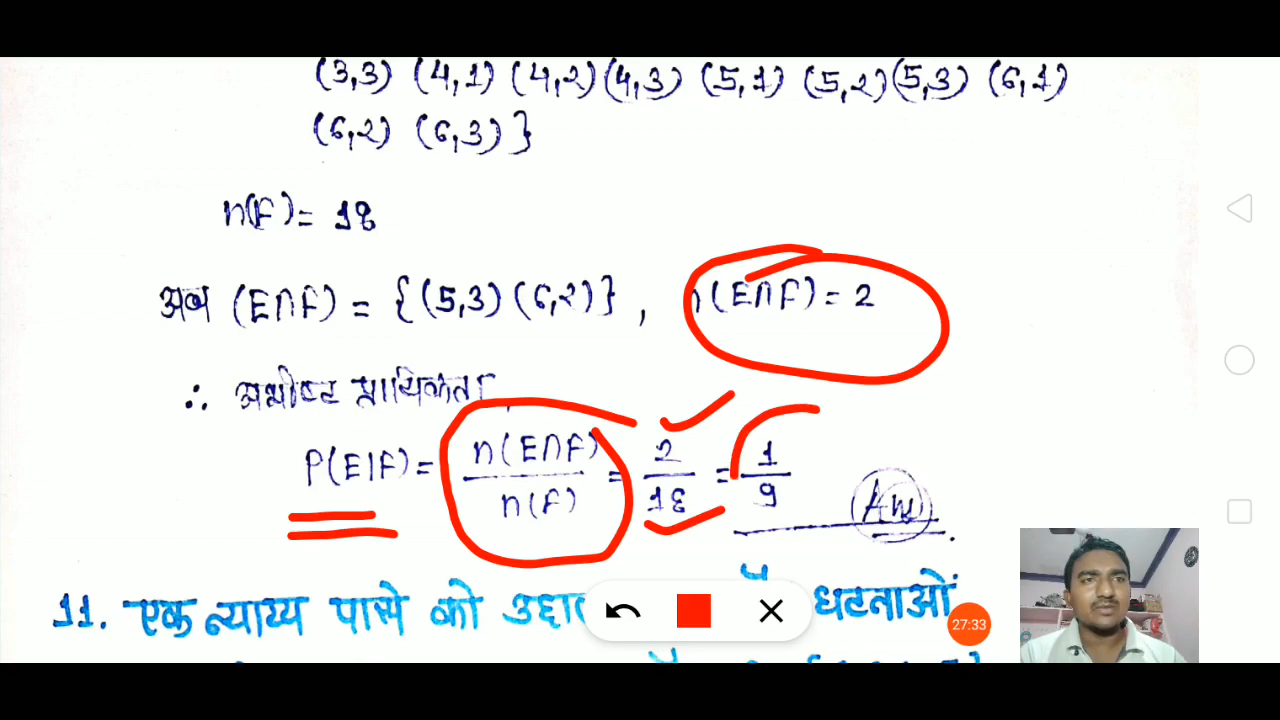 (3,3) (4,1) (4,2) (4,3) (5,1) (5,2) (5,3) (6,1)
(6,2) (6,3) }
n(F) = 18
अब (E∩F) = {(5,3) (6,2)} , n(E∩F) = 2
∴ अभीष्ट प्रायिकता,
P(E|F) = n(E∩F) / n(F) = 2/18 = 1/9 Ans.
11. एक न्याय्य पासे को घटनाओं
27:33